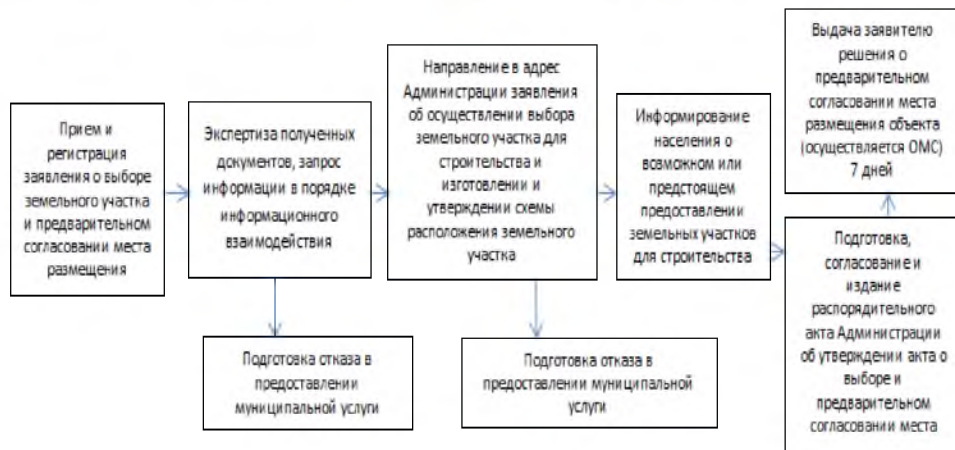 Прием и
регистрация
заявления о выборе
земельного участка
и предварительном
согласовании места
размещения
Экспертиза полученных
документов, запрос
информации в порядке
информационного
взаимодействия
Подготовка отказа в
предоставлении
муниципальной услуги
Направление в адрес
Администрации заявления
об осуществлении выбора
земельного участка для
строительства и
изготовлении и
утверждении схемы
расположения земельного
участка
Подготовка отказа в
предоставлении муниципальной
услуги
Информирование
населения о
возможном или
предстоящем
предоставлении
земельных участков
для строительства
Подготовка,
согласование и
издание
распорядительного
акта Администрации
об утверждении акта о
выборе и
предварительном
согласовании места
Выдача заявителю
решения о
предварительном
согласовании места
размещения объекта
(осуществляется ОМС)
7 дней